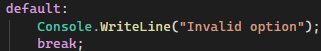 default:
    Console.WriteLine("Invalid option");
    break;